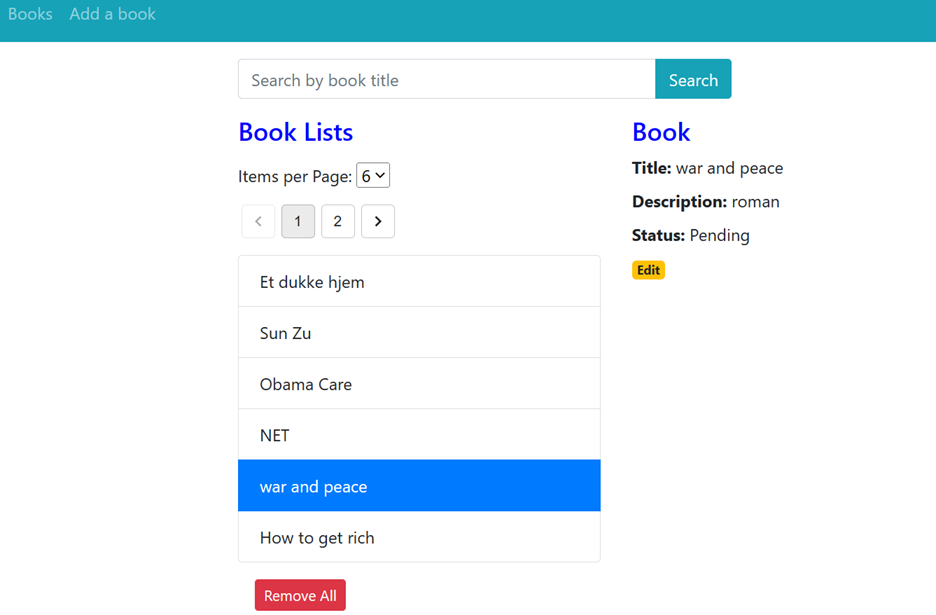 Books Add a book
Search by book title Search
Book Lists
Items per Page: 6
1 2
Et dukke hjem
Sun Zu
Obama Care
NET
war and peace
How to get rich
Remove All
Book
Title: war and peace
Description: roman
Status: Pending
Edit